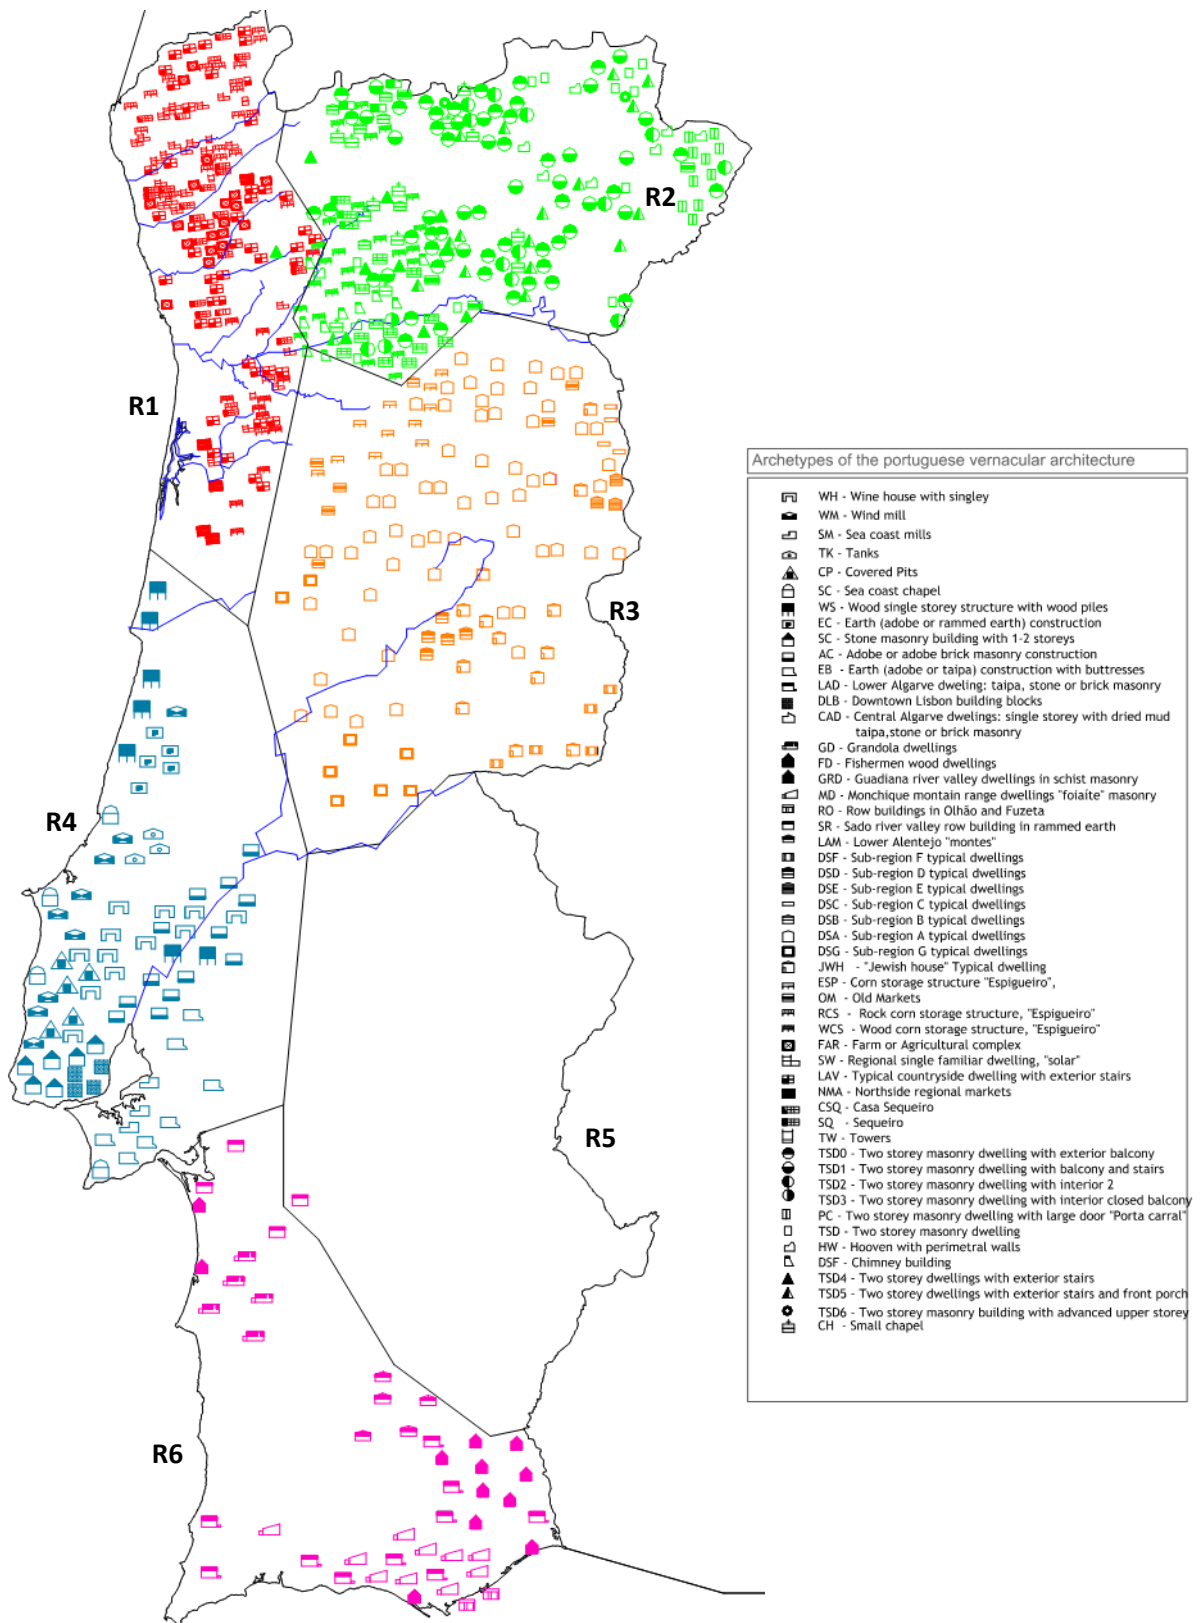 R1
R2
R3
R4
R5
R6
Archetypes of the portuguese vernacular architecture
WH - Wine house with singley
WM - Wind mill
SM - Sea coast mills
TK - Tanks
CP - Covered Pits
SC - Sea coast chapel
WS - Wood single storey structure with wood piles
EC - Earth (adobe or rammed earth) construction
SC - Stone masonry building with 1-2 storeys
AC - Adobe or adobe brick masonry construction
EB - Earth (adobe or taipa) construction with buttresses
LAD - Lower Algarve dweling: taipa, stone or brick masonry
DLB - Downtown Lisbon building blocks
CAD - Central Algarve dwelings: single storey with dried mud
taipa,stone or brick masonry
GD - Grandola dwellings
FD - Fishermen wood dwellings
GRD - Guadiana river valley dwellings in schist masonry
MD - Monchique montain range dwellings "foiaíte" masonry
RO - Row buildings in Olhão and Fuzeta
SR - Sado river valley row building in rammed earth
LAM - Lower Alentejo "montes"
DSF - Sub-region F typical dwellings
DSD - Sub-region D typical dwellings
DSE - Sub-region E typical dwellings
DSC - Sub-region C typical dwellings
DSB - Sub-region B typical dwellings
DSA - Sub-region A typical dwellings
DSG - Sub-region G typical dwellings
JWH - "Jewish house" Typical dwelling
ESP - Corn storage structure "Espigueiro",
OM - Old Markets
RCS - Rock corn storage structure, "Espigueiro"
WCS - Wood corn storage structure, "Espigueiro"
FAR - Farm or Agricultural complex
SW - Regional single familiar dwelling, "solar"
LAV - Typical countryside dwelling with exterior stairs
NMA - Northside regional markets
CSQ - Casa Sequeiro
SQ - Sequeiro
TW - Towers
TSD0 - Two storey masonry dwelling with exterior balcony
TSD1 - Two storey masonry dwelling with balcony and stairs
TSD2 - Two storey masonry dwelling with interior 2
TSD3 - Two storey masonry dwelling with interior closed balcony
PC - Two storey masonry dwelling with large door "Porta carral"
TSD - Two storey masonry dwelling
HW - Hooven with perimetral walls
DSF - Chimney building
TSD4 - Two storey dwellings with exterior stairs
TSD5 - Two storey dwellings with exterior stairs and front porch
TSD6 - Two storey masonry building with advanced upper storey
CH - Small chapel